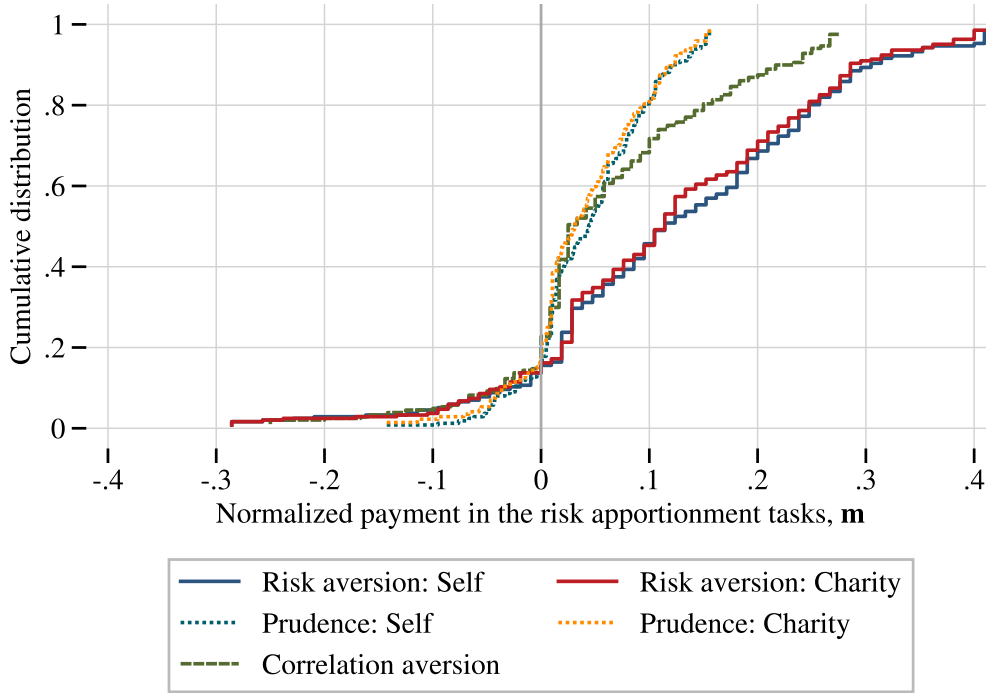 Cumulative distribution
1
.8
.6
.4
.2
0
-.4 -.3 -.2 -.1 0 .1 .2 .3 .4
Normalized payment in the risk apportionment tasks, m
Risk aversion: Self Risk aversion: Charity
Prudence: Self Prudence: Charity
Correlation aversion